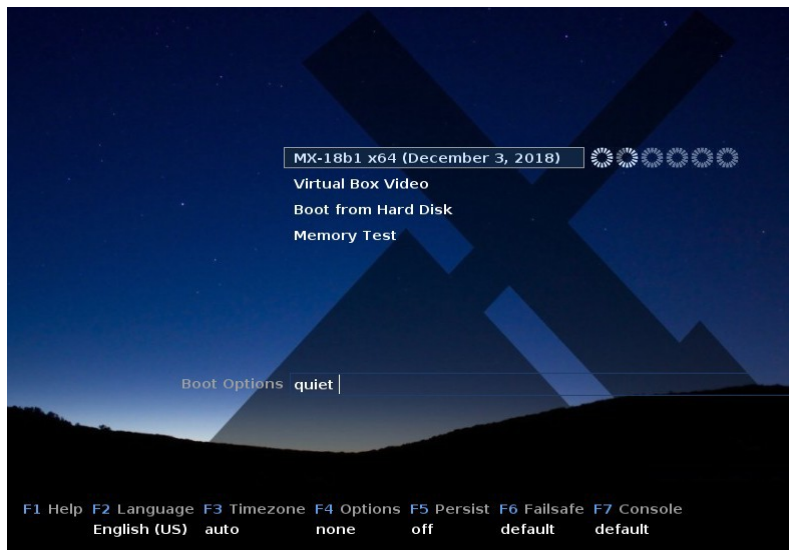 MX-18b1 x64 (December 3, 2018)
Virtual Box Video
Boot from Hard Disk
Memory Test
Boot Options quiet
F1 Help F2 Language F3 Timezone F4 Options F5 Persist F6 Failsafe F7 Console
English (US) auto none off default default